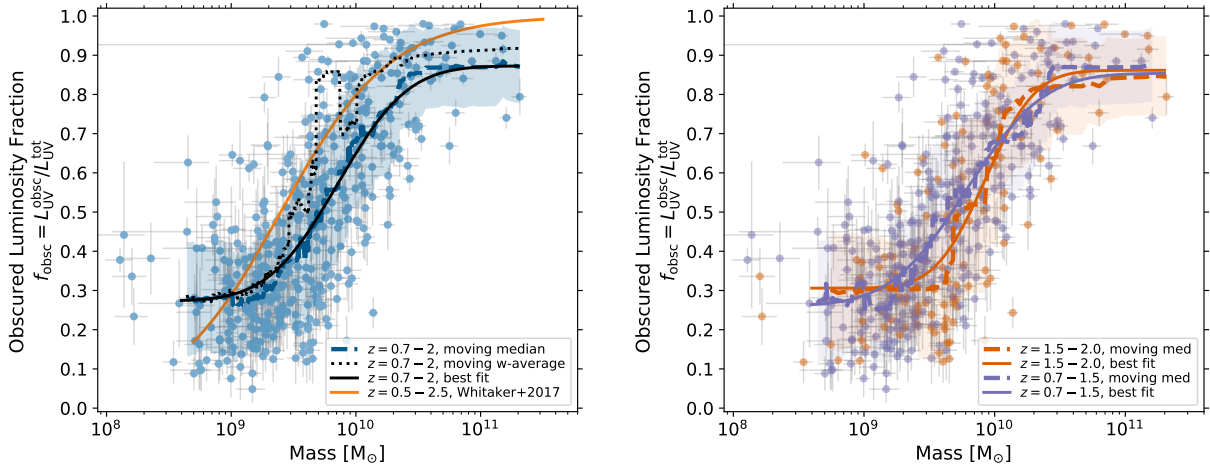 1.0
0.9
0.8
0.7
0.6
0.5
0.4
0.3
0.2
0.1
0.0
Obscured Luminosity Fraction
f_obsc = L_UV^obsc/L_UV^tot
z = 0.7 − 2, moving median
z = 0.7 − 2, moving w-average
z = 0.7 − 2, best fit
z = 0.5 − 2.5, Whitaker+2017
10^8 10^9 10^10 10^11
Mass [M_⊙]
1.0
0.9
0.8
0.7
0.6
0.5
0.4
0.3
0.2
0.1
0.0
Obscured Luminosity Fraction
f_obsc = L_UV^obsc/L_UV^tot
z = 1.5 − 2.0, moving med
z = 1.5 − 2.0, best fit
z = 0.7 − 1.5, moving med
z = 0.7 − 1.5, best fit
10^8 10^9 10^10 10^11
Mass [M_⊙]